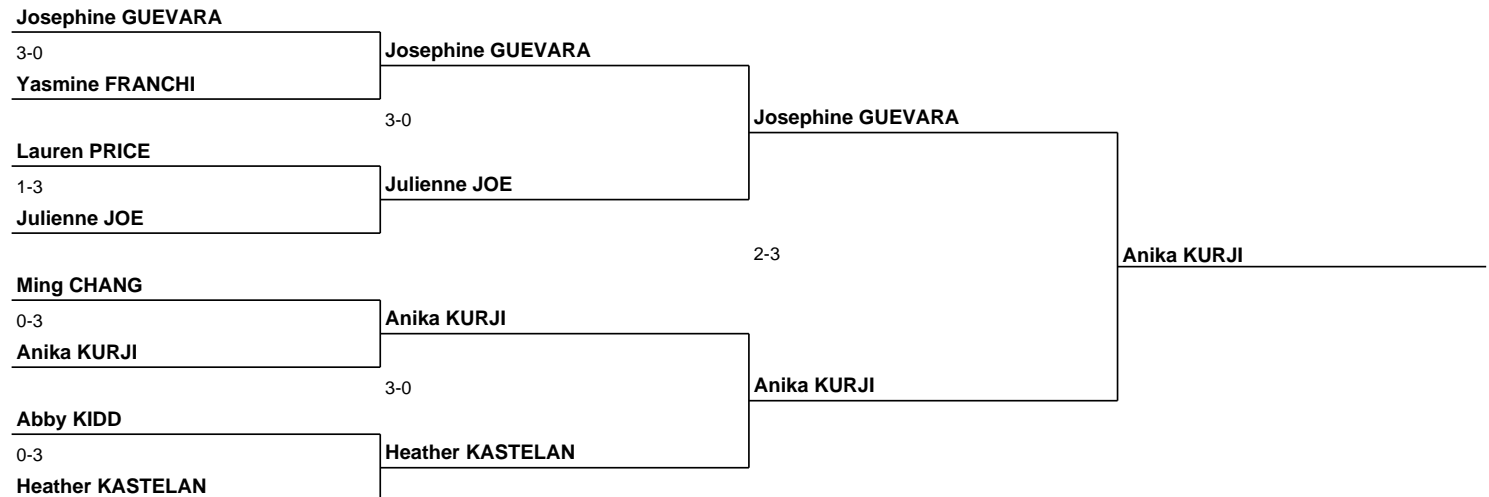 Josephine GUEVARA
3-0
Yasmine FRANCHI
Josephine GUEVARA
3-0
Josephine GUEVARA
Lauren PRICE
1-3
Julienne JOE
Julienne JOE
2-3
Anika KURJI
Ming CHANG
0-3
Anika KURJI
Anika KURJI
3-0
Anika KURJI
Abby KIDD
0-3
Heather KASTELAN
Heather KASTELAN